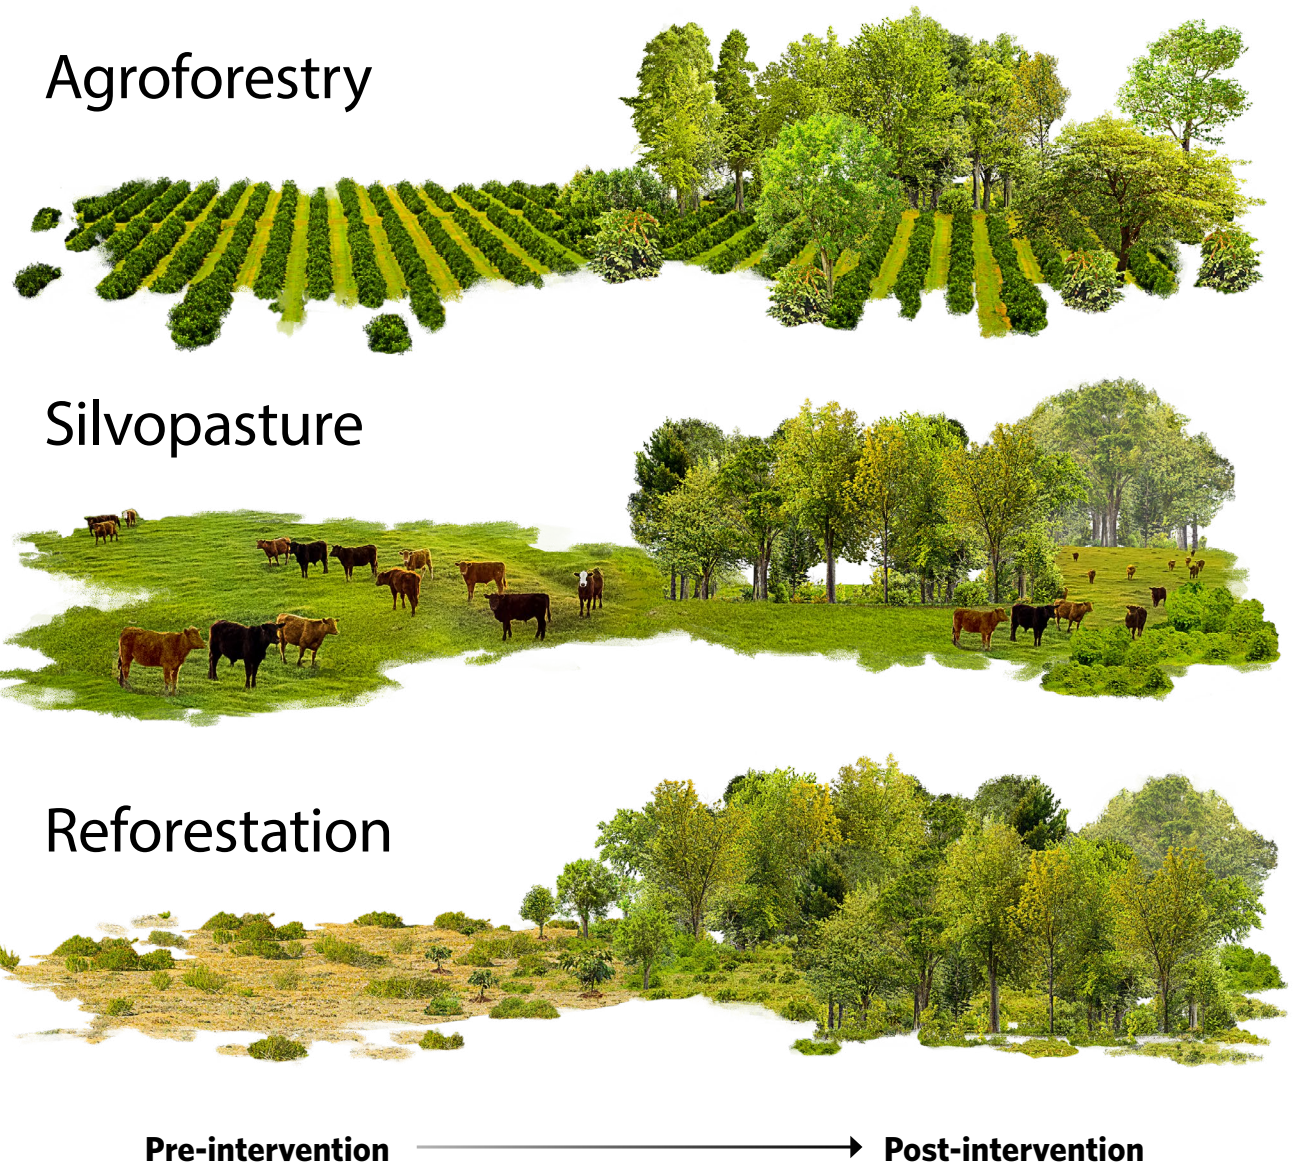 Agroforestry
Silvopasture
Reforestation
Pre-intervention
Post-intervention